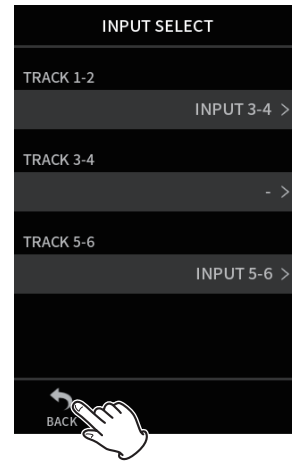 INPUT SELECT
TRACK 1-2
INPUT 3-4 >
TRACK 3-4
- >
TRACK 5-6
INPUT 5-6 >
BACK